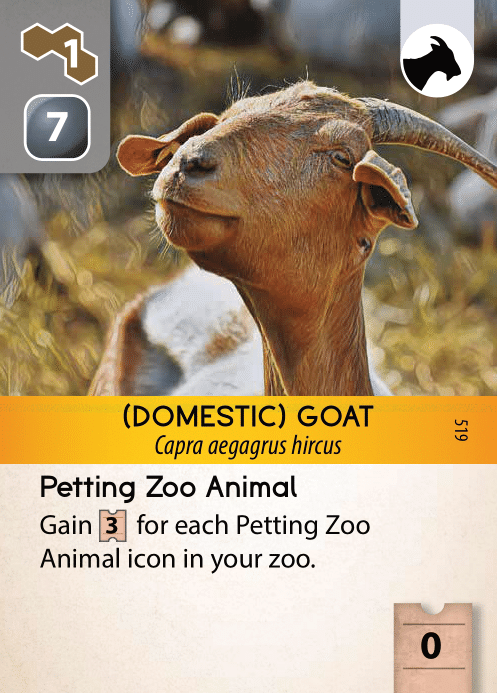 1
7
(DOMESTIC) GOAT
Capra aegagrus hircus
519
Petting Zoo Animal
Gain 3 for each Petting Zoo
Animal icon in your zoo.
0